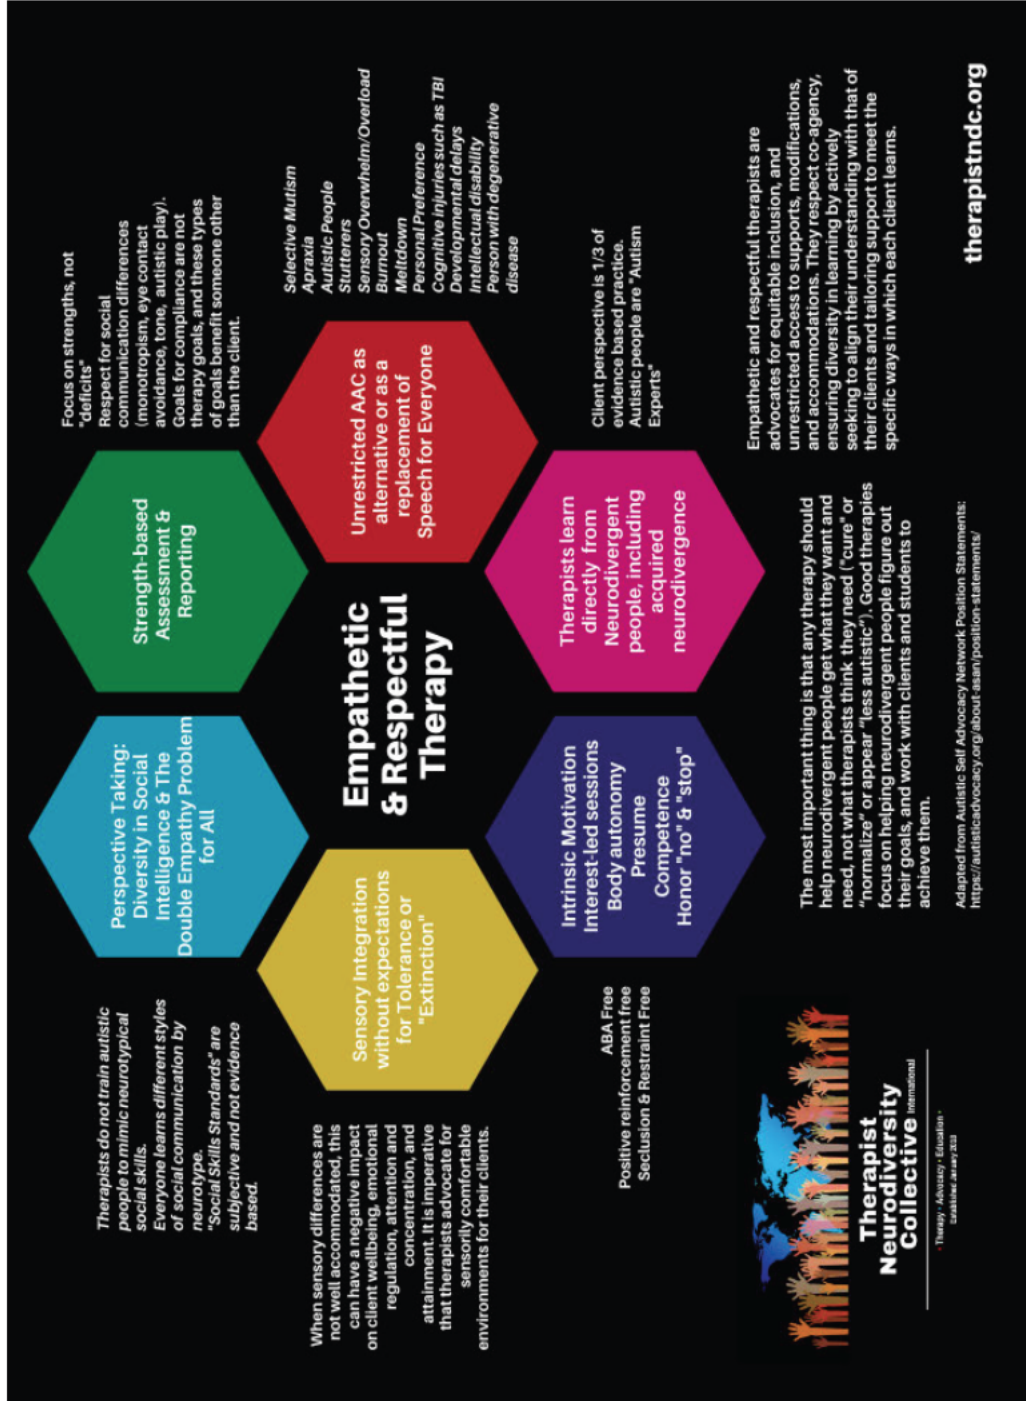 Therapists do not train autistic
people to mimic neurotypical
social skills.
Everyone learns different styles
of social communication by
neurotype.
"Social Skills Standards" are
subjective and not evidence
based.
Perspective Taking:
Diversity in Social
Intelligence & The
Double Empathy Problem
for All
Strength-based
Assessment &
Reporting
Focus on strengths, not
"deficits"
Respect for social
communication differences
(monotropism, eye contact
avoidance, tone, autistic play).
Goals for compliance are not
therapy goals, and these types
of goals benefit someone other
than the client.
When sensory differences are
not well accommodated, this
can have a negative impact
on client wellbeing, emotional
regulation, attention and
concentration, and
attainment. It is imperative
that therapists advocate for
sensorily comfortable
environments for their clients.
Sensory Integration
without expectations
for Tolerance or
"Extinction"
Empathetic
& Respectful
Therapy
Unrestricted AAC as
alternative or as a
replacement of
Speech for Everyone
Selective Mutism
Apraxia
Autistic People
Stutterers
Sensory Overwhelm/Overload
Burnout
Meltdown
Personal Preference
Cognitive injuries such as TBI
Developmental delays
Intellectual disability
Person with degenerative
disease
ABA Free
Positive reinforcement free
Seclusion & Restraint Free
Intrinsic Motivation
Interest-led sessions
Body autonomy
Presume
Competence
Honor "no" & "stop"
Therapists learn
directly from
Neurodivergent
people, including
acquired
neurodivergence
Client perspective is 1/3 of
evidence based practice.
Autistic people are "Autism
Experts"
Therapist
Neurodiversity
Collective International
• Therapy • Advocacy • Education •
Established January 2018
The most important thing is that any therapy should
help neurodivergent people get what they want and
need, not what therapists think they need ("cure" or
"normalize" or appear "less autistic"). Good therapies
focus on helping neurodivergent people figure out
their goals, and work with clients and students to
achieve them.
Adapted from Autistic Self Advocacy Network Position Statements:
https://autisticadvocacy.org/about-asan/position-statements/
Empathetic and respectful therapists are
advocates for equitable inclusion, and
unrestricted access to supports, modifications,
and accommodations. They respect co-agency,
ensuring diversity in learning by actively
seeking to align their understanding with that of
their clients and tailoring support to meet the
specific ways in which each client learns.
therapistndc.org